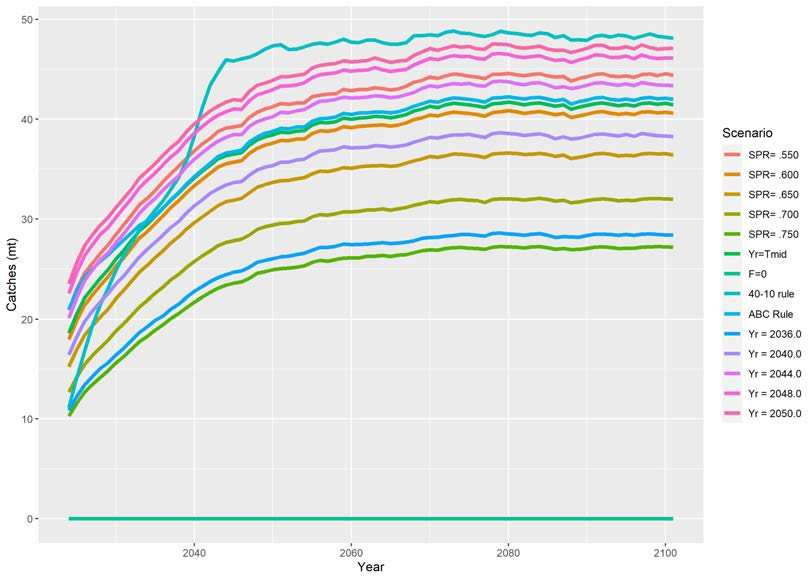 50
40
30
20
10
0
Catches (mt)
2040
2060
2080
2100
Year
Scenario
SPR= .550
SPR= .600
SPR= .650
SPR= .700
SPR= .750
Yr=Tmid
F=0
40-10 rule
ABC Rule
Yr = 2036.0
Yr = 2040.0
Yr = 2044.0
Yr = 2048.0
Yr = 2050.0